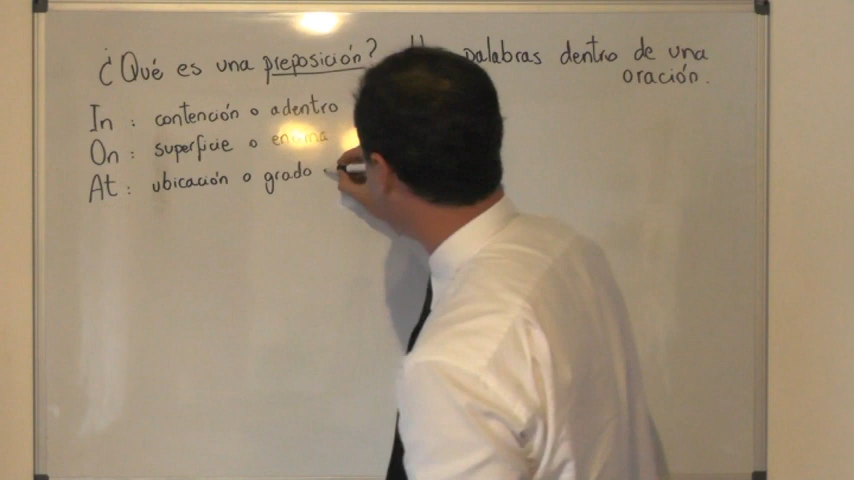 ¿Qué es una preposición? palabras dentro de una
oración.
In : contención o adentro
On : superficie o encima
At : ubicación o grado